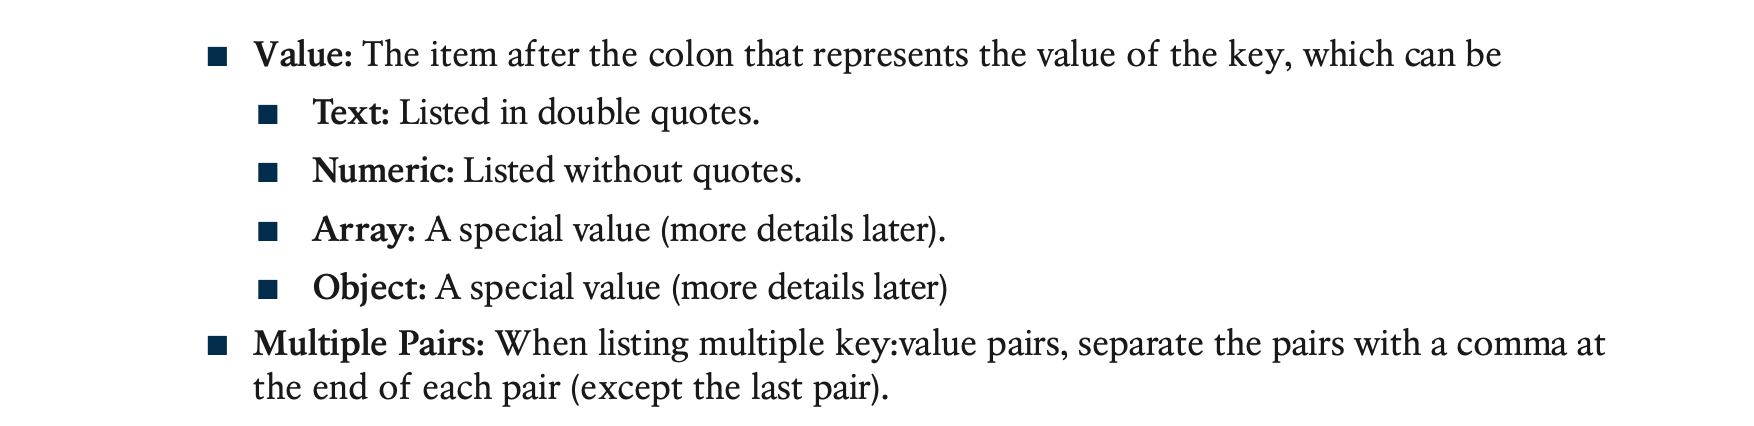 ■ Value: The item after the colon that represents the value of the key, which can be
■ Text: Listed in double quotes.
■ Numeric: Listed without quotes.
■ Array: A special value (more details later).
■ Object: A special value (more details later)
■ Multiple Pairs: When listing multiple key:value pairs, separate the pairs with a comma at
the end of each pair (except the last pair).